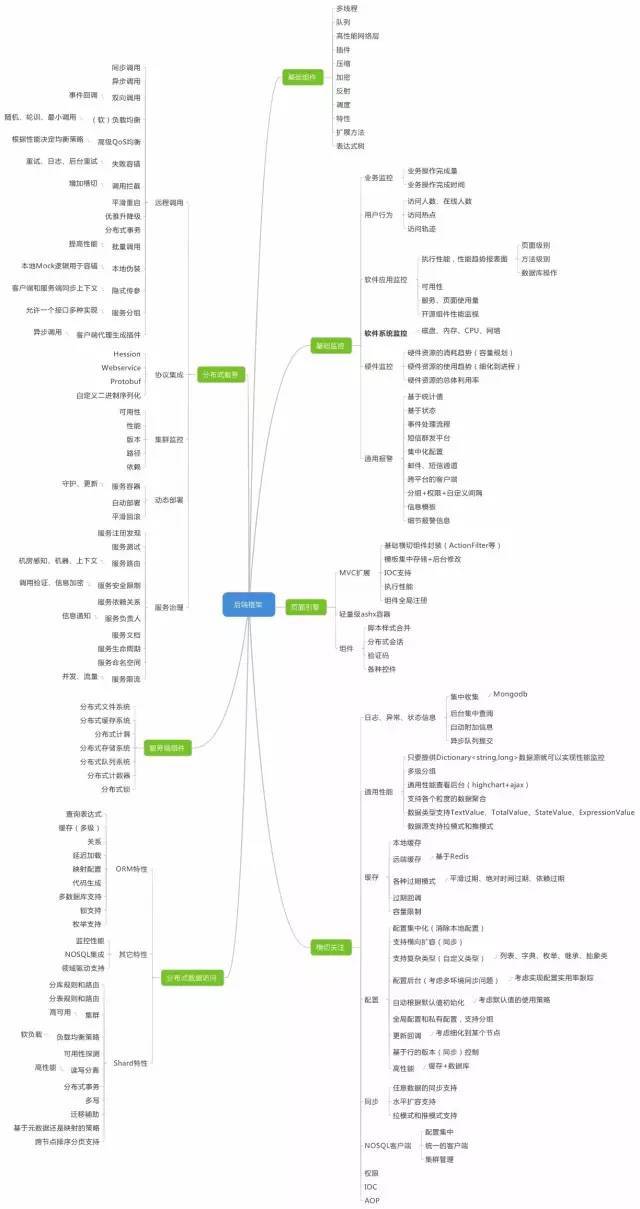 后端框架
基础组件
多线程
队列
高性能网络层
插件
压缩
加密
反射
调度
特性
扩展方法
表达式树
基础监控
业务监控
业务操作完成量
业务操作完成时间
用户行为
访问人数、在线人数
访问热点
访问轨迹
软件应用监控
执行性能，性能趋势报表图
页面级别
方法级别
数据库操作
可用性
服务、页面使用量
开源组件性能监视
软件系统监控
磁盘、内存、CPU、网络
硬件监控
硬件资源的消耗趋势（容量规划）
硬件资源的使用趋势（细化到进程）
硬件资源的总体利用率
通用报警
基于统计值
基于状态
事件处理流程
短信群发平台
集中化配置
邮件、短信通道
跨平台的客户端
分组+权限+自定义间隔
信息模板
细节报警信息
页面引擎
MVC扩展
基础横切组件封装（ActionFilter等）
模板集中存储+后台修改
IOC支持
执行性能
组件全局注册
轻量级ashx容器
组件
脚本样式合并
分布式会话
验证码
各种控件
横切关注
日志、异常、状态信息
集中收集
Mongodb
后台集中查阅
自动附加信息
异步队列提交
通用性能
只要提供Dictionary<string,long>数据源就可以实现性能监控
多级分组
通用性能查看后台（highchart+ajax）
支持各个粒度的数据聚合
数据类型支持TextValue、TotalValue、StateValue、ExpressionValue
数据源支持拉模式和推模式
缓存
本地缓存
远端缓存
基于Redis
各种过期模式
平滑过期、绝对时间过期、依赖过期
过期回调
容量限制
配置
配置集中化（消除本地配置）
支持横向扩容（同步）
支持复杂类型（自定义类型）
列表、字典、枚举、继承、抽象类
配置后台（考虑多环境同步问题）
考虑实现配置实用率跟踪
自动根据默认值初始化
考虑默认值的使用策略
全局配置和私有配置，支持分组
更新回调
考虑细化到某个节点
基于行的版本（同步）控制
高性能
缓存+数据库
同步
任意数据的同步支持
水平扩容支持
拉模式和推模式支持
NOSQL客户端
配置集中
统一的客户端
集群管理
权限
IOC
AOP
分布式服务
远程调用
同步调用
异步调用
双向调用
事件回调
（软）负载均衡
随机、轮训、最小调用
高级QoS均衡
根据性能决定均衡策略
失败容错
重试、日志、后台重试
调用拦截
增加横切
平滑重启
优雅升降级
分布式事务
批量调用
提高性能
本地伪装
本地Mock逻辑用于容错
隐式传参
客户端和服务端同步上下文
服务分组
允许一个接口多种实现
客户端代理生成插件
异步调用
协议集成
Hession
Webservice
Protobuf
自定义二进制序列化
集群监控
可用性
性能
版本
路径
依赖
动态部署
服务容器
守护、更新
自动部署
平滑回滚
服务治理
服务注册发现
服务测试
服务路由
机房感知、机器、上下文
服务安全限制
调用验证、信息加密
服务依赖关系
服务负责人
信息通知
服务文档
服务生命周期
服务命名空间
服务限流
并发、流量
服务端组件
分布式文件系统
分布式缓存系统
分布式计算
分布式存储系统
分布式队列系统
分布式计数器
分布式锁
分布式数据访问
ORM特性
查询表达式
缓存（多级）
关系
延迟加载
映射配置
代码生成
多数据库支持
锁支持
枚举支持
其它特性
监控性能
NOSQL集成
领域驱动支持
Shard特性
分库规则和路由
分表规则和路由
集群
高可用
负载均衡策略
软负载
可用性探测
读写分离
高性能
分布式事务
多写
迁移辅助
基于元数据还是映射的策略
跨节点排序分页支持